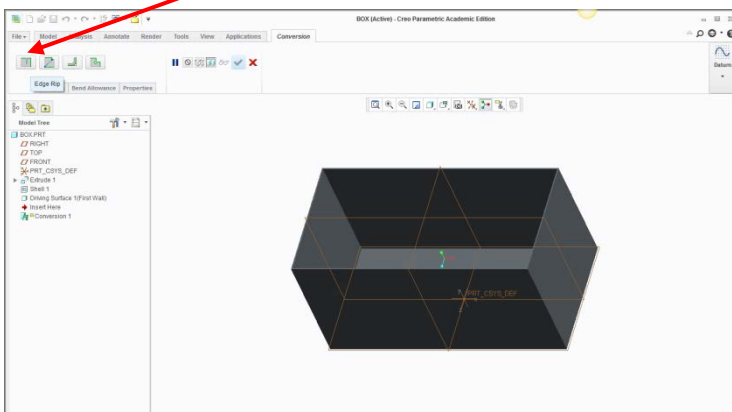 BOX (Active) - Creo Parametric Academic Edition
File Model Analysis Annotate Render Tools View Applications Conversion
Datum
Edge Rip Bend Allowance Properties
Model Tree
BOX.PRT
RIGHT
TOP
FRONT
PRT_CSYS_DEF
Extrude 1
Shell 1
Driving Surface 1(First Wall)
Insert Here
Conversion 1
PRT_CSYS_DEF